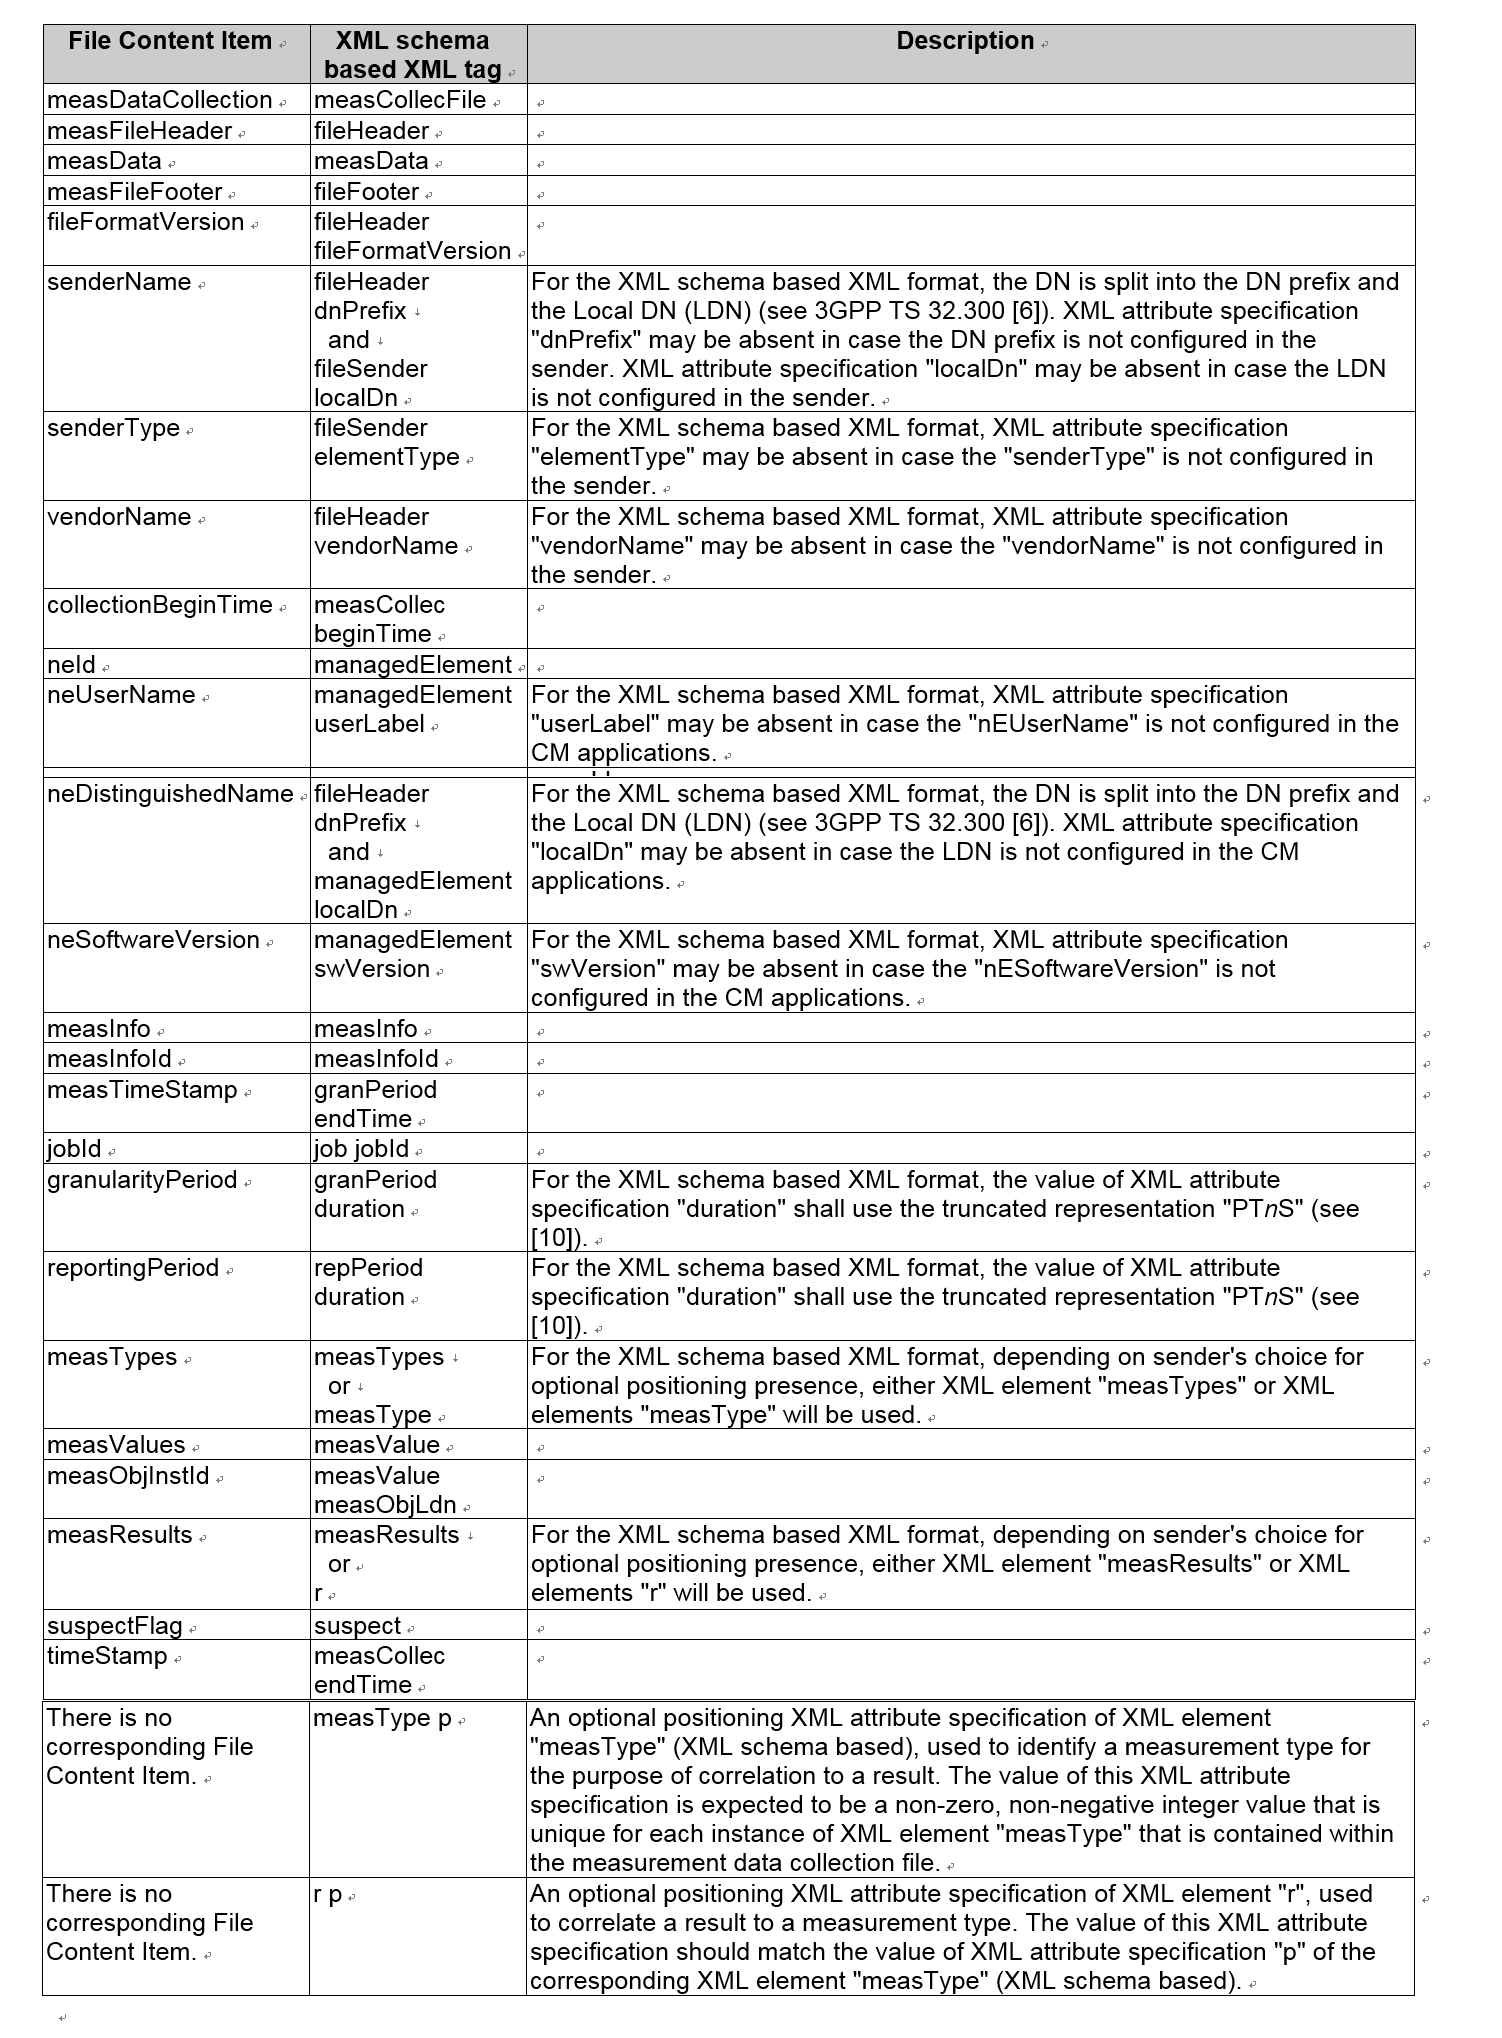 File Content Item
XML schema
based XML tag
Description
measDataCollection
measCollecFile
measFileHeader
fileHeader
measData
measData
measFileFooter
fileFooter
fileFormatVersion
fileHeader
fileFormatVersion
senderName
fileHeader
dnPrefix
and
fileSender
localDn
For the XML schema based XML format, the DN is split into the DN prefix and
the Local DN (LDN) (see 3GPP TS 32.300 [6]). XML attribute specification
"dnPrefix" may be absent in case the DN prefix is not configured in the
sender. XML attribute specification "localDn" may be absent in case the LDN
is not configured in the sender.
senderType
fileSender
elementType
For the XML schema based XML format, XML attribute specification
"elementType" may be absent in case the "senderType" is not configured in
the sender.
vendorName
fileHeader
vendorName
For the XML schema based XML format, XML attribute specification
"vendorName" may be absent in case the "vendorName" is not configured in
the sender.
collectionBeginTime
measCollec
beginTime
neId
managedElement
neUserName
managedElement
userLabel
For the XML schema based XML format, XML attribute specification
"userLabel" may be absent in case the "nEUserName" is not configured in the
CM applications.
neDistinguishedName
fileHeader
dnPrefix
and
managedElement
localDn
For the XML schema based XML format, the DN is split into the DN prefix and
the Local DN (LDN) (see 3GPP TS 32.300 [6]). XML attribute specification
"localDn" may be absent in case the LDN is not configured in the CM
applications.
neSoftwareVersion
managedElement
swVersion
For the XML schema based XML format, XML attribute specification
"swVersion" may be absent in case the "nESoftwareVersion" is not
configured in the CM applications.
measInfo
measInfo
measInfoId
measInfoId
measTimeStamp
granPeriod
endTime
jobId
job jobId
granularityPeriod
granPeriod
duration
For the XML schema based XML format, the value of XML attribute
specification "duration" shall use the truncated representation "PTnS" (see
[10]).
reportingPeriod
repPeriod
duration
For the XML schema based XML format, the value of XML attribute
specification "duration" shall use the truncated representation "PTnS" (see
[10]).
measTypes
measTypes
or
measType
For the XML schema based XML format, depending on sender's choice for
optional positioning presence, either XML element "measTypes" or XML
elements "measType" will be used.
measValues
measValue
measObjInstId
measValue
measObjLdn
measResults
measResults
or
r
For the XML schema based XML format, depending on sender's choice for
optional positioning presence, either XML element "measResults" or XML
elements "r" will be used.
suspectFlag
suspect
timeStamp
measCollec
endTime
There is no
corresponding File
Content Item.
measType p
An optional positioning XML attribute specification of XML element
"measType" (XML schema based), used to identify a measurement type for
the purpose of correlation to a result. The value of this XML attribute
specification is expected to be a non-zero, non-negative integer value that is
unique for each instance of XML element "measType" that is contained within
the measurement data collection file.
There is no
corresponding File
Content Item.
r p
An optional positioning XML attribute specification of XML element "r", used
to correlate a result to a measurement type. The value of this XML attribute
specification should match the value of XML attribute specification "p" of the
corresponding XML element "measType" (XML schema based).